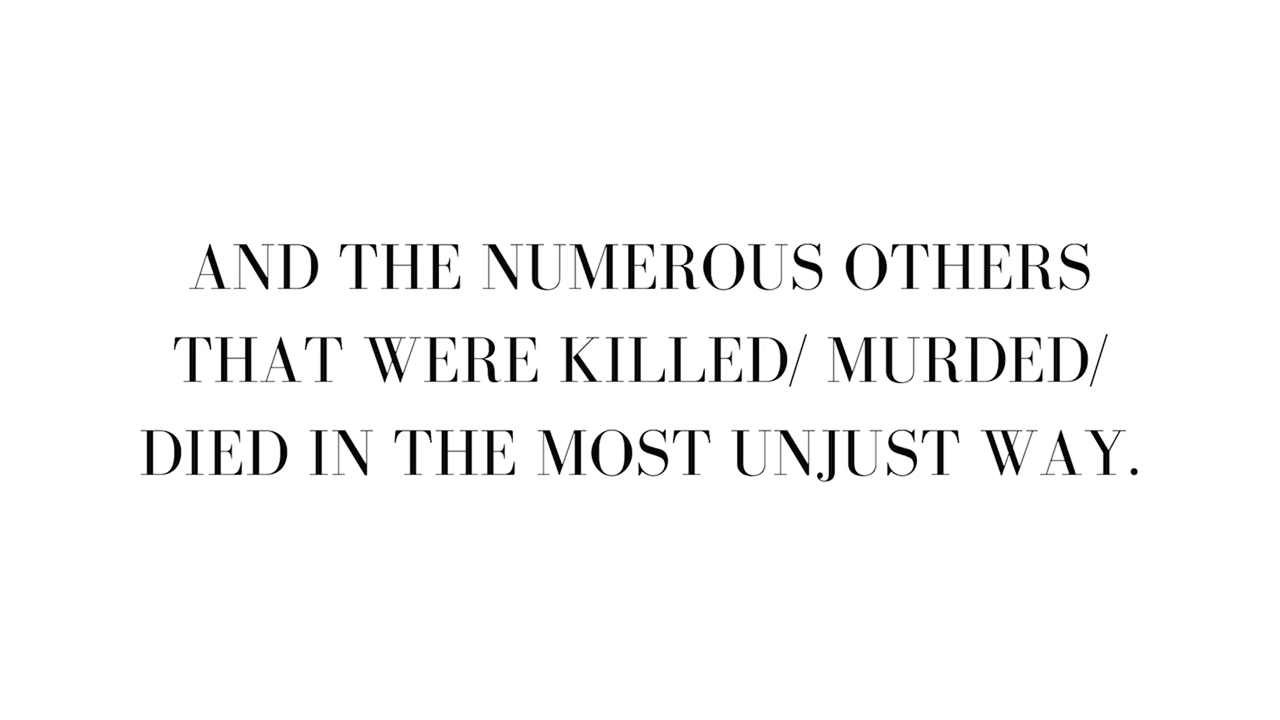 AND THE NUMEROUS OTHERS
THAT WERE KILLED/ MURDED/
DIED IN THE MOST UNJUST WAY.